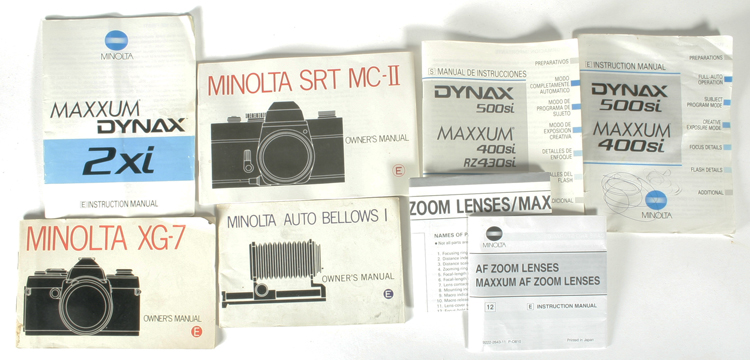 MINOLTA
MAXXUM
DYNAX
2xi
E INSTRUCTION MANUAL
MINOLTA SRT MC-II
OWNER'S MANUAL
E
S MANUAL DE INSTRUCCIONES
DYNAX
500si
MAXXUM
400si
RZ430si
PREPARATIVOS
MODO
COMPLETAMENTE
AUTOMATICO
MODO DE
PROGRAMA DE
SUJETO
MODO DE
EXPOSICION
CREATIVA
DETALLES DE
ENFOQUE
DEL
FLASH
E INSTRUCTION MANUAL
DYNAX
500si
MAXXUM
400si
MINOLTA
PREPARATIONS
FULL-AUTO
OPERATION
SUBJECT
PROGRAM MODE
CREATIVE
EXPOSURE MODE
FOCUS DETAILS
FLASH DETAILS
ADDITIONAL
MINOLTA XG-7
OWNER'S MANUAL
E
MINOLTA AUTO BELLOWS I
OWNER'S MANUAL
E
ZOOM LENSES/MAX
NAMES OF
MINOLTA
AF ZOOM LENSES
MAXXUM AF ZOOM LENSES
12
E INSTRUCTION MANUAL
Printed in Japan